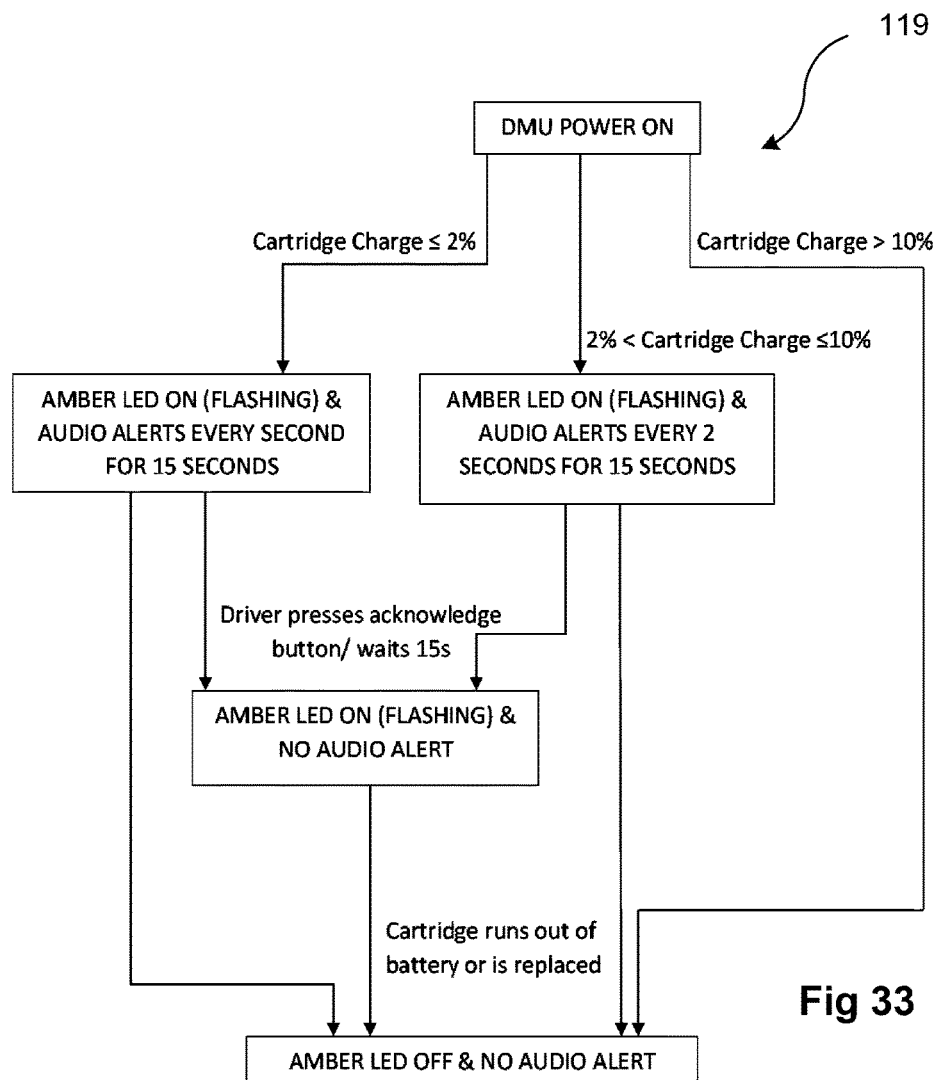 119
DMU POWER ON
Cartridge Charge ≤ 2%
Cartridge Charge > 10%
2% < Cartridge Charge ≤10%
AMBER LED ON (FLASHING) &
AUDIO ALERTS EVERY SECOND
FOR 15 SECONDS
AMBER LED ON (FLASHING) &
AUDIO ALERTS EVERY 2
SECONDS FOR 15 SECONDS
Driver presses acknowledge
button/ waits 15s
AMBER LED ON (FLASHING) &
NO AUDIO ALERT
Cartridge runs out of
battery or is replaced
Fig 33
AMBER LED OFF & NO AUDIO ALERT